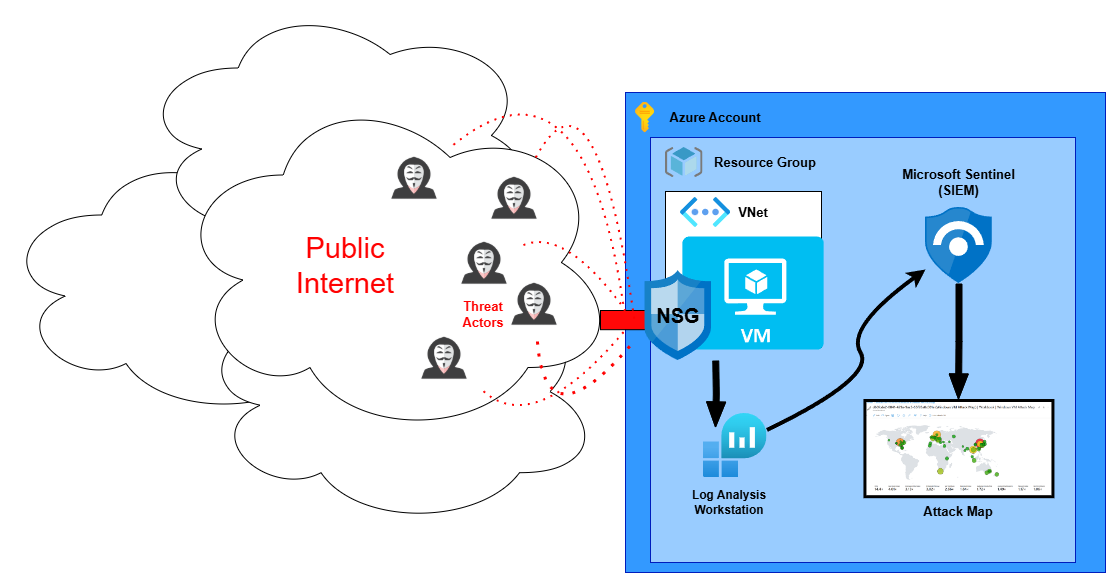 Azure Account
Resource Group
Microsoft Sentinel
(SIEM)
VNet
Public
Internet
Threat
Actors
NSG
VM
Log Analysis
Workstation
Attack Map